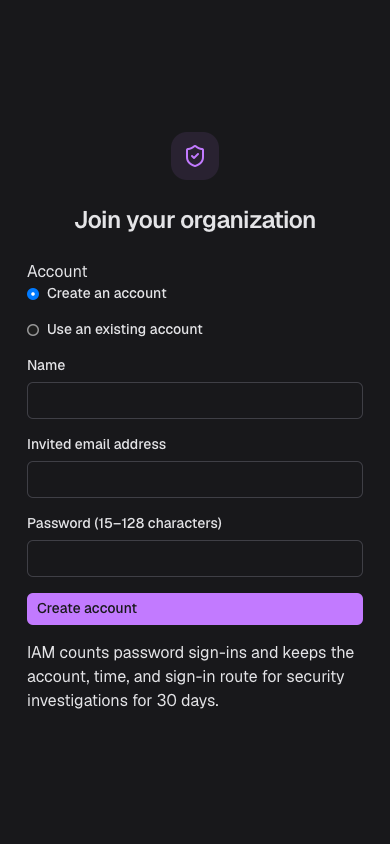 Join your organization
Account
Create an account
Use an existing account
Name
Invited email address
Password (15–128 characters)
Create account
IAM counts password sign-ins and keeps the
account, time, and sign-in route for security
investigations for 30 days.